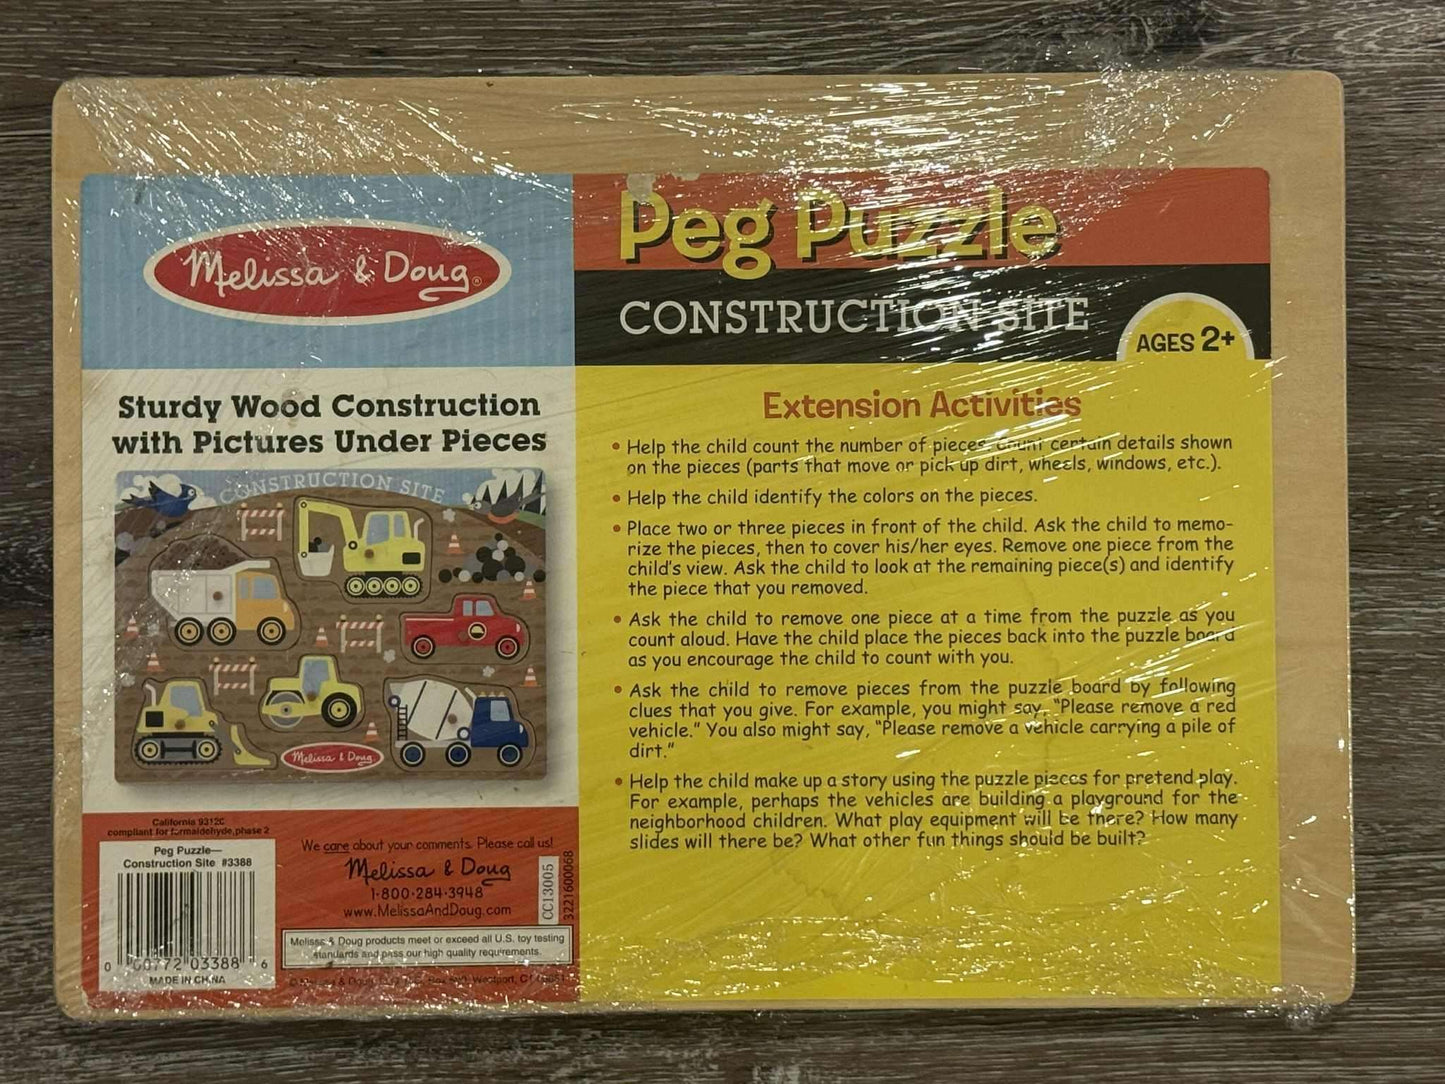 Melissa & Doug®
Peg Puzzle
CONSTRUCTION SITE
AGES 2+
Sturdy Wood Construction
with Pictures Under Pieces
CONSTRUCTION SITE
Melissa & Doug
Extension Activities
• Help the child count the number of pieces. Count certain details shown
on the pieces (parts that move or pick up dirt, wheels, windows, etc.).
• Help the child identify the colors on the pieces.
• Place two or three pieces in front of the child. Ask the child to memo-
rize the pieces, then to cover his/her eyes. Remove one piece from the
child's view. Ask the child to look at the remaining piece(s) and identify
the piece that you removed.
• Ask the child to remove one piece at a time from the puzzle as you
count aloud. Have the child place the pieces back into the puzzle board
as you encourage the child to count with you.
• Ask the child to remove pieces from the puzzle board by following
clues that you give. For example, you might say, "Please remove a red
vehicle." You also might say, "Please remove a vehicle carrying a pile of
dirt."
• Help the child make up a story using the puzzle pieces for pretend play.
For example, perhaps the vehicles are building a playground for the
neighborhood children. What play equipment will be there? How many
slides will there be? What other fun things should be built?
California 93120
compliant for formaldehyde, phase 2
Peg Puzzle—
Construction Site #3388
0 00772 03388 6
MADE IN CHINA
We care about your comments. Please call us!
Melissa & Doug
1-800-284-3948
www.MelissaAndDoug.com
CC13005
3221600068
Melissa & Doug products meet or exceed all U.S. toy testing
standards and pass our high quality requirements.
© Melissa & Doug, Westport, CT